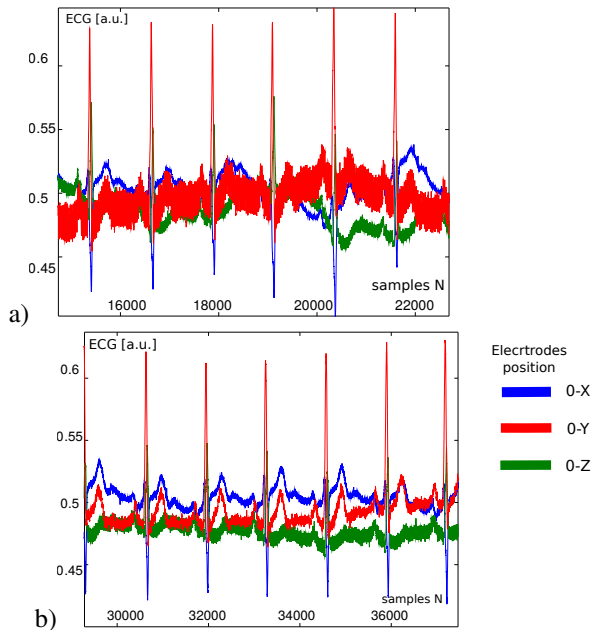 ECG [a.u.]
0.6
0.55
0.5
0.45
samples N
16000 18000 20000 22000
a)
ECG [a.u.]
0.6
0.55
0.5
0.45
samples N
30000 32000 34000 36000
b)
Elecrtrodes
position
0-X
0-Y
0-Z